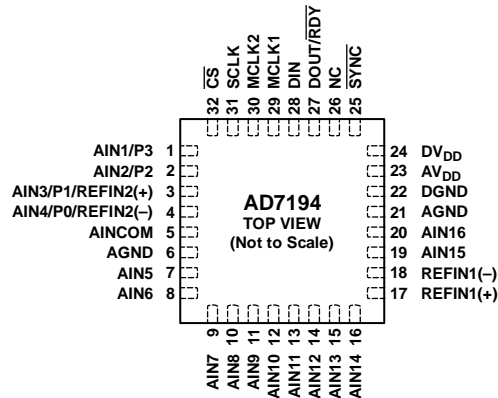 32 C̅S̅
31 SCLK
30 MCLK2
29 MCLK1
28 DIN
27 DOUT/R̅D̅Y̅
26 NC
25 S̅Y̅N̅C̅
AIN1/P3 1
AIN2/P2 2
AIN3/P1/REFIN2(+) 3
AIN4/P0/REFIN2(–) 4
AINCOM 5
AGND 6
AIN5 7
AIN6 8
AD7194
TOP VIEW
(Not to Scale)
24 DVDD
23 AVDD
22 DGND
21 AGND
20 AIN16
19 AIN15
18 REFIN1(–)
17 REFIN1(+)
AIN7 9
AIN8 10
AIN9 11
AIN10 12
AIN11 13
AIN12 14
AIN13 15
AIN14 16